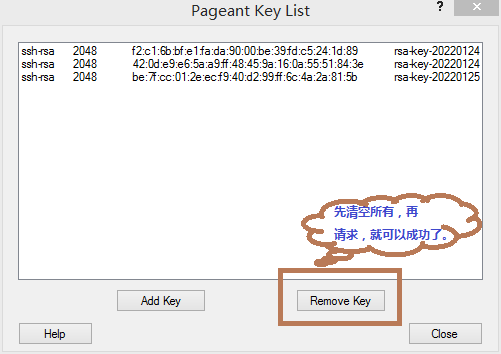 Pageant Key List
?
ssh-rsa 2048 f2:c1:6b:bf:e1:fa:da:90:00:be:39:fd:c5:24:1d:89 rsa-key-20220124
ssh-rsa 2048 42:0d:e9:e6:5a:a9:ff:48:45:9a:16:0a:55:51:84:3e rsa-key-20220124
ssh-rsa 2048 be:7f:cc:01:2e:ec:f9:40:d2:99:ff:6c:4a:2a:81:5b rsa-key-20220125
先清空所有，再
请求，就可以成功了。
Add Key Remove Key
Help Close